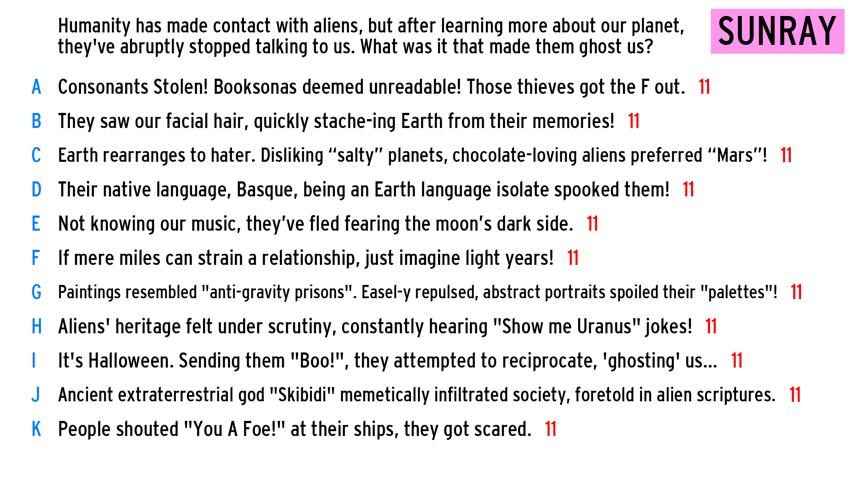 Humanity has made contact with aliens, but after learning more about our planet,
they've abruptly stopped talking to us. What was it that made them ghost us?
SUNRAY
A Consonants Stolen! Booksonas deemed unreadable! Those thieves got the F out. 11
B They saw our facial hair, quickly stache-ing Earth from their memories! 11
C Earth rearranges to hater. Disliking “salty” planets, chocolate-loving aliens preferred “Mars”! 11
D Their native language, Basque, being an Earth language isolate spooked them! 11
E Not knowing our music, they’ve fled fearing the moon’s dark side. 11
F If mere miles can strain a relationship, just imagine light years! 11
G Paintings resembled "anti-gravity prisons". Easel-y repulsed, abstract portraits spoiled their "palettes"! 11
H Aliens' heritage felt under scrutiny, constantly hearing "Show me Uranus" jokes! 11
I It's Halloween. Sending them "Boo!", they attempted to reciprocate, 'ghosting' us... 11
J Ancient extraterrestrial god "Skibidi" memetically infiltrated society, foretold in alien scriptures. 11
K People shouted "You A Foe!" at their ships, they got scared. 11